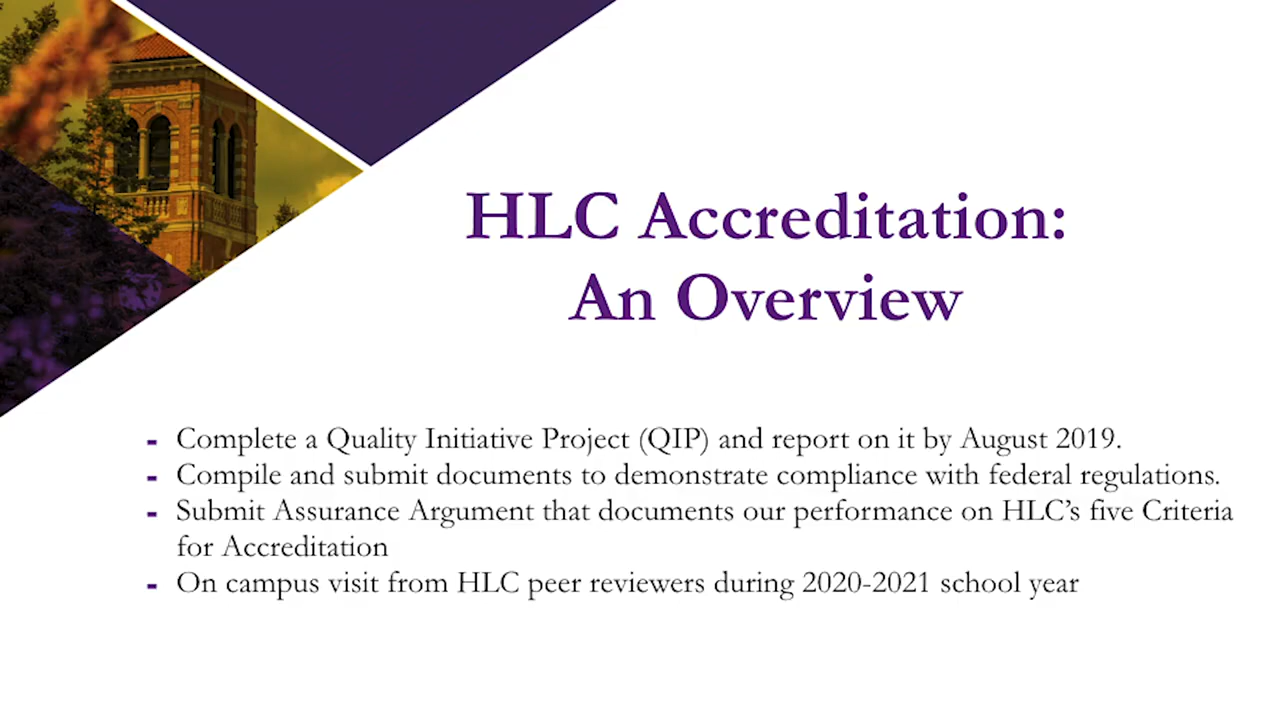 HLC Accreditation:
An Overview
- Complete a Quality Initiative Project (QIP) and report on it by August 2019.
- Compile and submit documents to demonstrate compliance with federal regulations.
- Submit Assurance Argument that documents our performance on HLC’s five Criteria
for Accreditation
- On campus visit from HLC peer reviewers during 2020-2021 school year